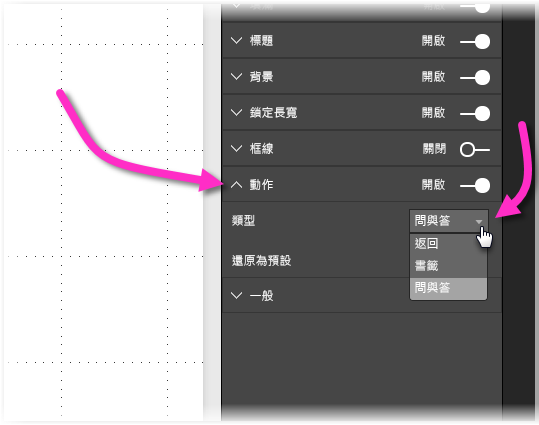 標題 開啟
背景 開啟
鎖定長寬 開啟
框線 關閉
動作 開啟
類型 問與答
返回
書籤
還原為預設
問與答
一般